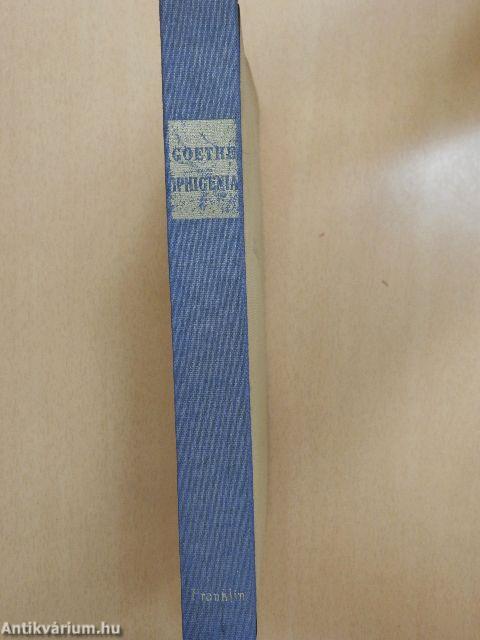 GOETHE
IPHIGENIA
Franklin
Antikvárium.hu